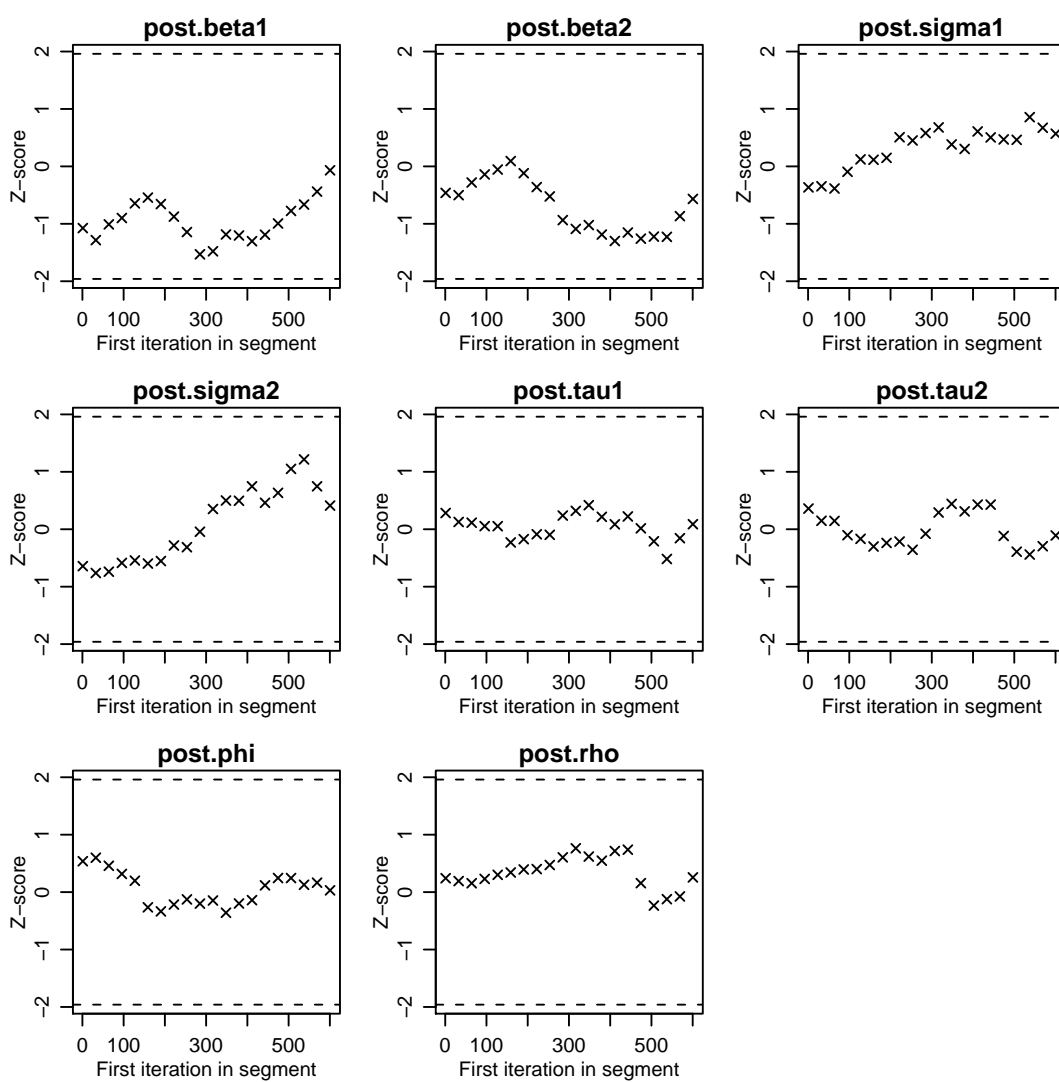 post.beta1
Z−score
−2
−1
0
1
2
0 100 300 500
First iteration in segment
post.beta2
Z−score
−2
−1
0
1
2
0 100 300 500
First iteration in segment
post.sigma1
Z−score
−2
−1
0
1
2
0 100 300 500
First iteration in segment
post.sigma2
Z−score
−2
−1
0
1
2
0 100 300 500
First iteration in segment
post.tau1
Z−score
−2
−1
0
1
2
0 100 300 500
First iteration in segment
post.tau2
Z−score
−2
−1
0
1
2
0 100 300 500
First iteration in segment
post.phi
Z−score
−2
−1
0
1
2
0 100 300 500
First iteration in segment
post.rho
Z−score
−2
−1
0
1
2
0 100 300 500
First iteration in segment